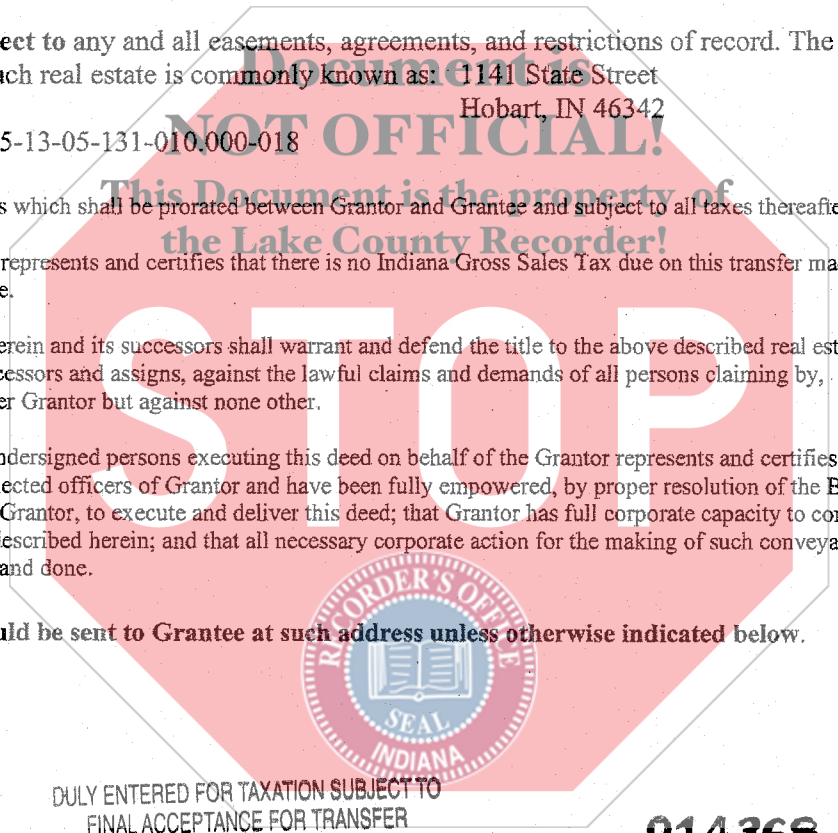 ect to any and all easements, agreements, and restrictions of record. The
ch real estate is commonly known as: 1141 State Street
Hobart, IN 46342
5-13-05-131-010.000-018
s which shall be prorated between Grantor and Grantee and subject to all taxes thereafte
represents and certifies that there is no Indiana Gross Sales Tax due on this transfer ma
e.
erein and its successors shall warrant and defend the title to the above described real est
cessors and assigns, against the lawful claims and demands of all persons claiming by,
er Grantor but against none other.
ndersigned persons executing this deed on behalf of the Grantor represents and certifies
ected officers of Grantor and have been fully empowered, by proper resolution of the B
Grantor, to execute and deliver this deed; that Grantor has full corporate capacity to con
escribed herein; and that all necessary corporate action for the making of such conveya
and done.
uld be sent to Grantee at such address unless otherwise indicated below.
Document is
NOT OFFICIAL!
This Document is the property of
the Lake County Recorder!
STOP
RECORDER'S OFFICE
SEAL
INDIANA
DULY ENTERED FOR TAXATION SUBJECT TO
FINAL ACCEPTANCE FOR TRANSFER
014368